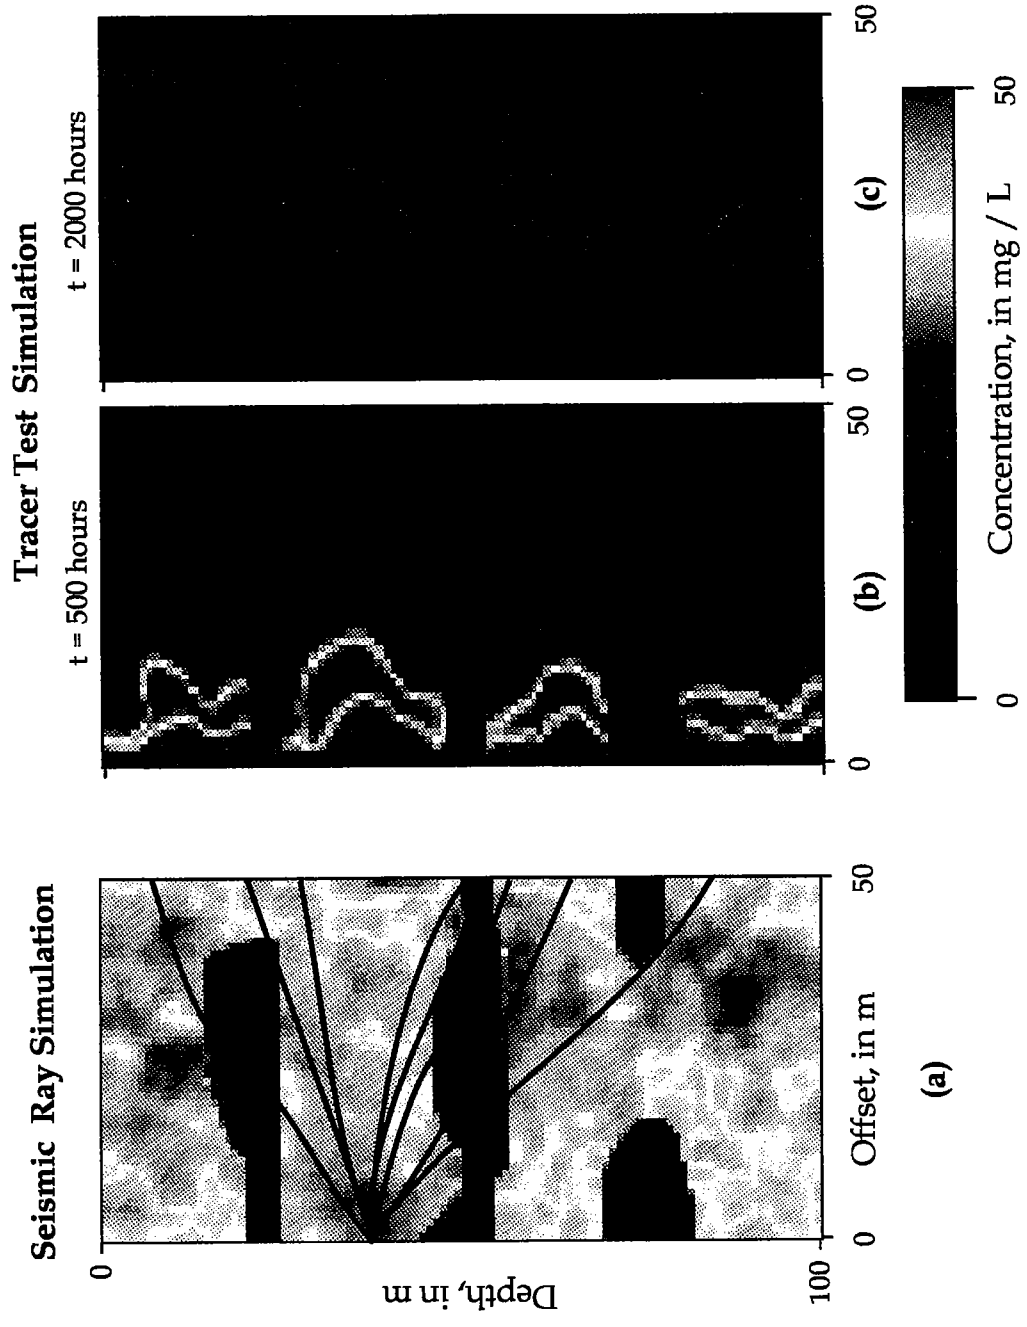 Seismic Ray Simulation
Tracer Test Simulation
t = 500 hours
t = 2000 hours
0
Depth, in m
100
0
Offset, in m
50
0
50
0
50
(a)
(b)
(c)
0
50
Concentration, in mg / L